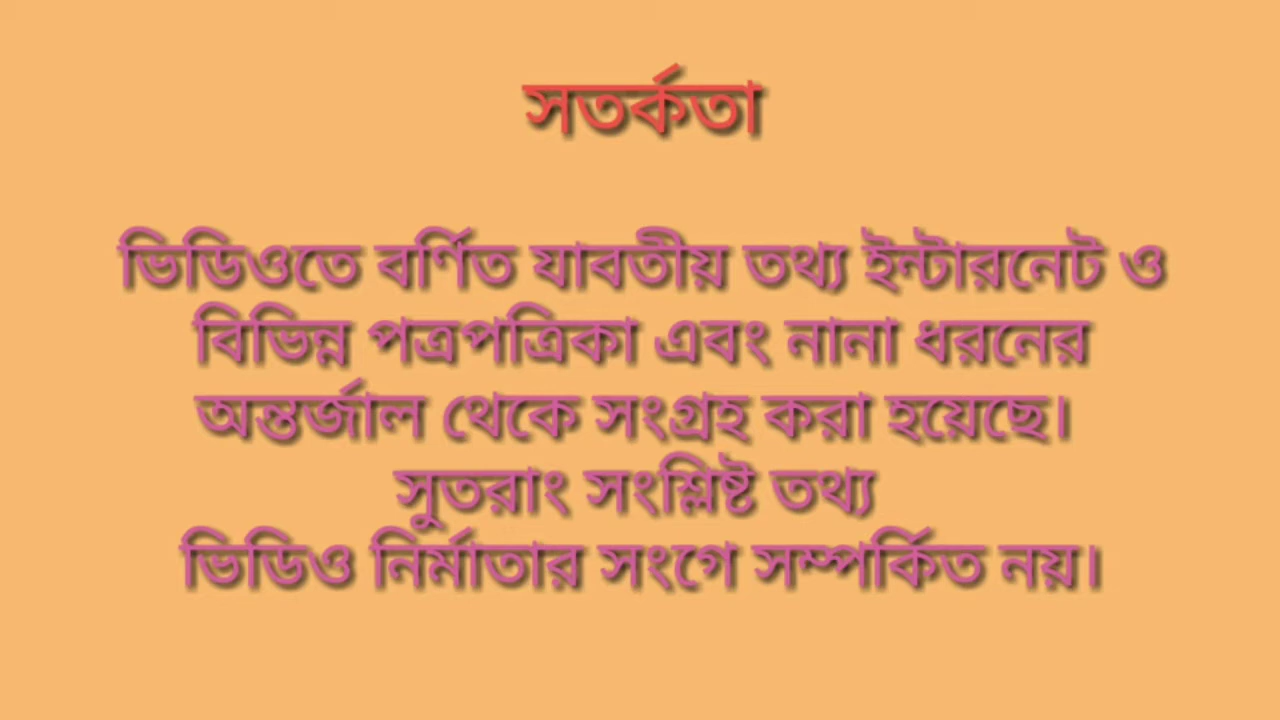 সতর্কতা
ভিডিওতে বর্ণিত যাবতীয় তথ্য ইন্টারনেট ও
বিভিন্ন পত্রপত্রিকা এবং নানা ধরনের
অন্তর্জাল থেকে সংগ্রহ করা হয়েছে।
সুতরাং সংশ্লিষ্ট তথ্য
ভিডিও নির্মাতার সংগে সম্পর্কিত নয়।